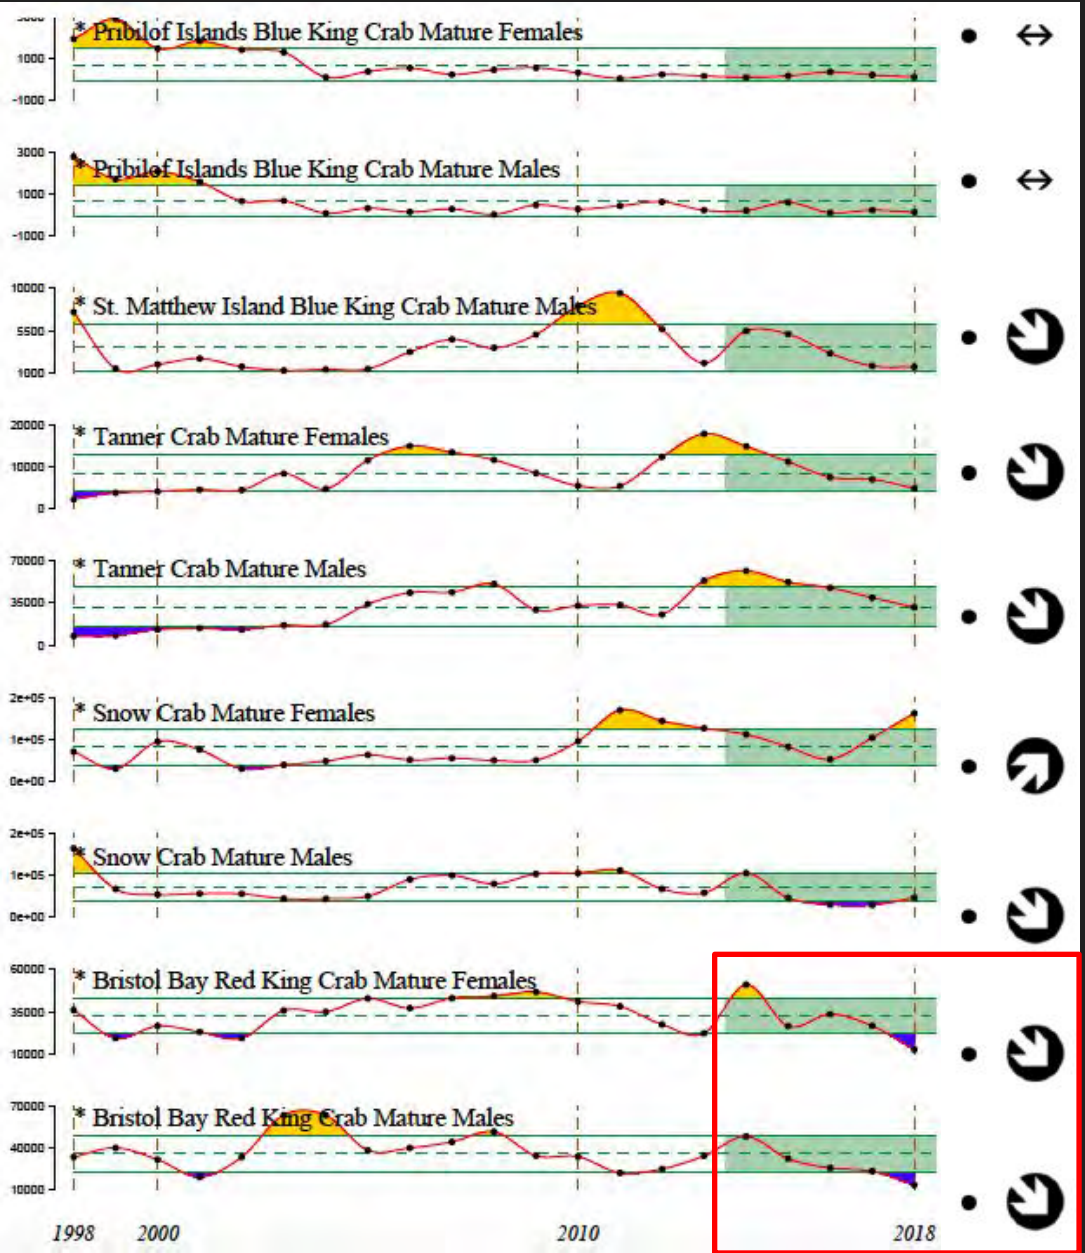 3000
* Pribilof Islands Blue King Crab Mature Females
1000
-1000
3000
* Pribilof Islands Blue King Crab Mature Males
1000
-1000
10000
* St. Matthew Island Blue King Crab Mature Males
5500
1000
20000
* Tanner Crab Mature Females
10000
0
70000
* Tanner Crab Mature Males
35000
0
2e+05
* Snow Crab Mature Females
1e+05
0e+00
2e+05
* Snow Crab Mature Males
1e+05
0e+00
60000
* Bristol Bay Red King Crab Mature Females
35000
10000
70000
* Bristol Bay Red King Crab Mature Males
40000
10000
1998 2000 2010 2018